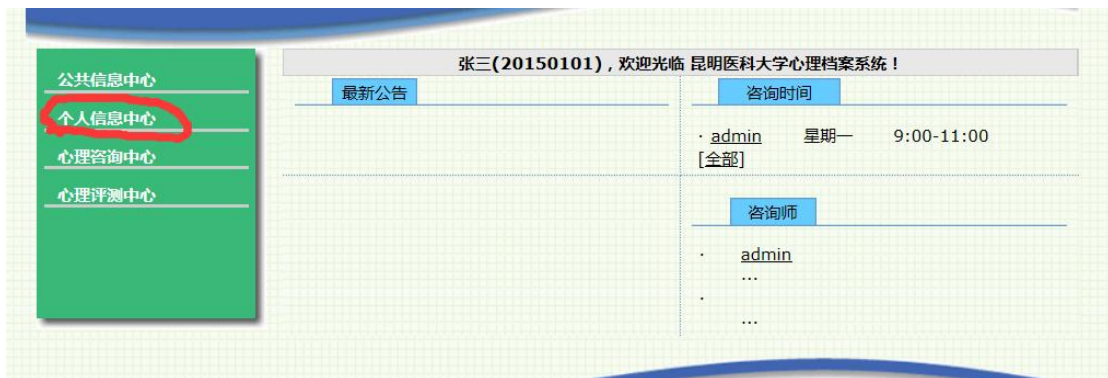 张三(20150101)，欢迎光临 昆明医科大学心理档案系统！
公共信息中心
个人信息中心
心理咨询中心
心理评测中心
最新公告
咨询时间
· admin 星期一 9:00-11:00
[全部]
咨询师
· admin
...
·
...